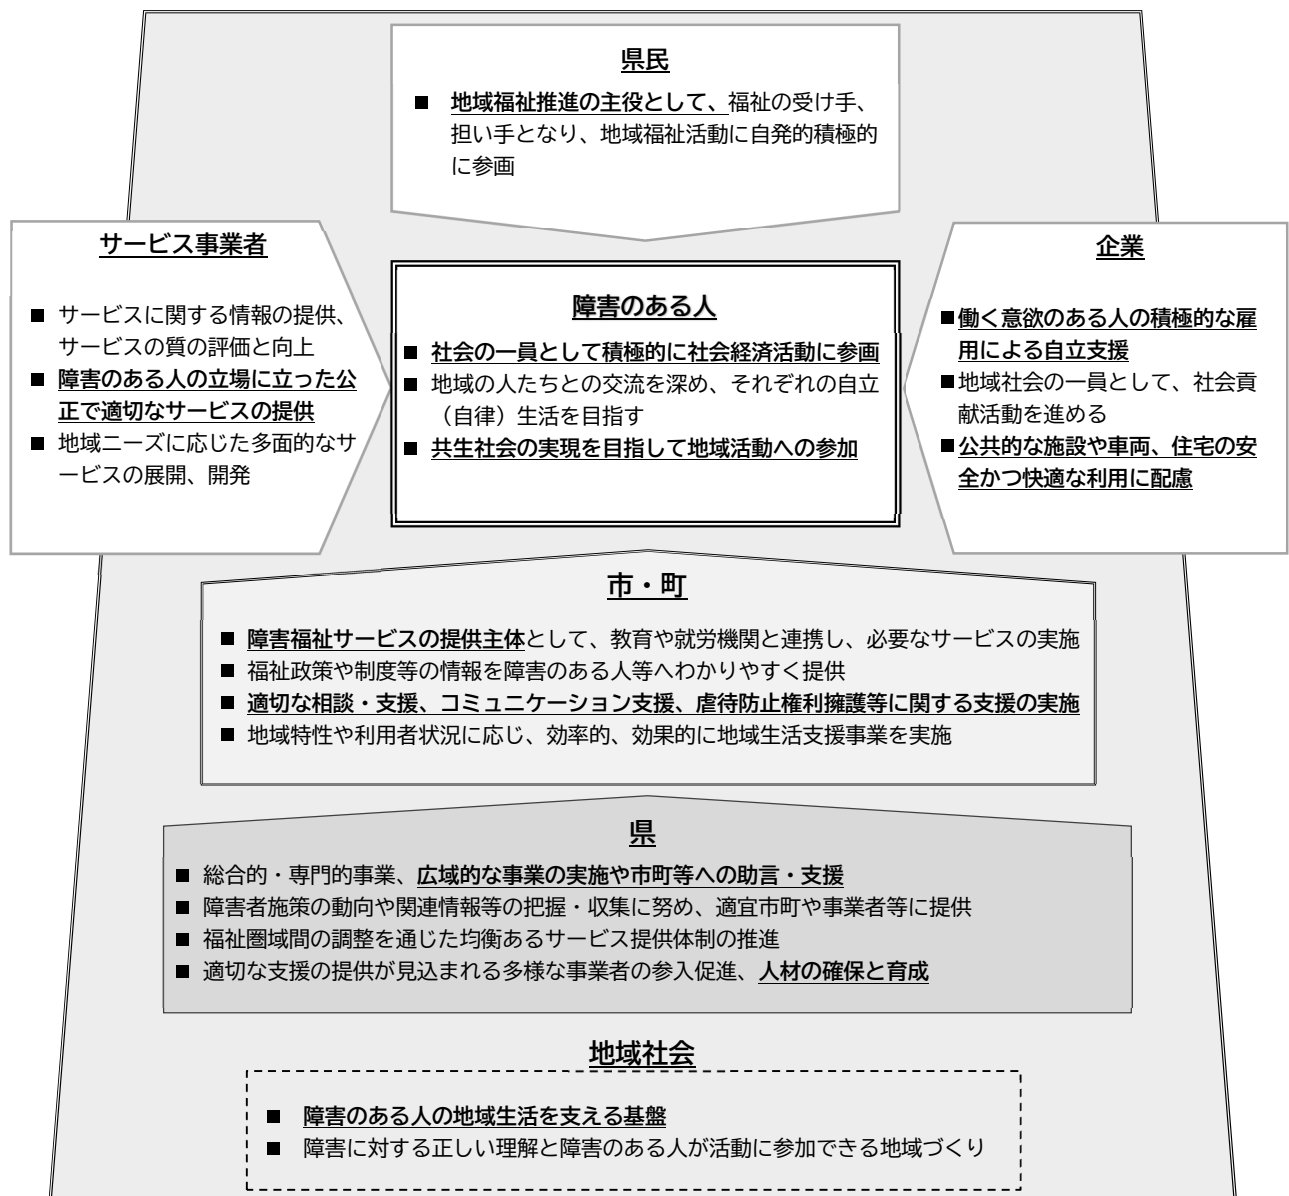 県民
■ 地域福祉推進の主役として、福祉の受け手、
担い手となり、地域福祉活動に自発的積極的
に参画
サービス事業者
■ サービスに関する情報の提供、
サービスの質の評価と向上
■ 障害のある人の立場に立った公
正で適切なサービスの提供
■ 地域ニーズに応じた多面的なサ
ービスの展開、開発
障害のある人
■ 社会の一員として積極的に社会経済活動に参画
■ 地域の人たちとの交流を深め、それぞれの自立
（自律）生活を目指す
■ 共生社会の実現を目指して地域活動への参加
企業
■働く意欲のある人の積極的な雇
用による自立支援
■地域社会の一員として、社会貢
献活動を進める
■公共的な施設や車両、住宅の安
全かつ快適な利用に配慮
市・町
■ 障害福祉サービスの提供主体として、教育や就労機関と連携し、必要なサービスの実施
■ 福祉政策や制度等の情報を障害のある人等へわかりやすく提供
■ 適切な相談・支援、コミュニケーション支援、虐待防止権利擁護等に関する支援の実施
■ 地域特性や利用者状況に応じ、効率的、効果的に地域生活支援事業を実施
県
■ 総合的・専門的事業、広域的な事業の実施や市町等への助言・支援
■ 障害者施策の動向や関連情報等の把握・収集に努め、適宜市町や事業者等に提供
■ 福祉圏域間の調整を通じた均衡あるサービス提供体制の推進
■ 適切な支援の提供が見込まれる多様な事業者の参入促進、人材の確保と育成
地域社会
■ 障害のある人の地域生活を支える基盤
■ 障害に対する正しい理解と障害のある人が活動に参加できる地域づくり